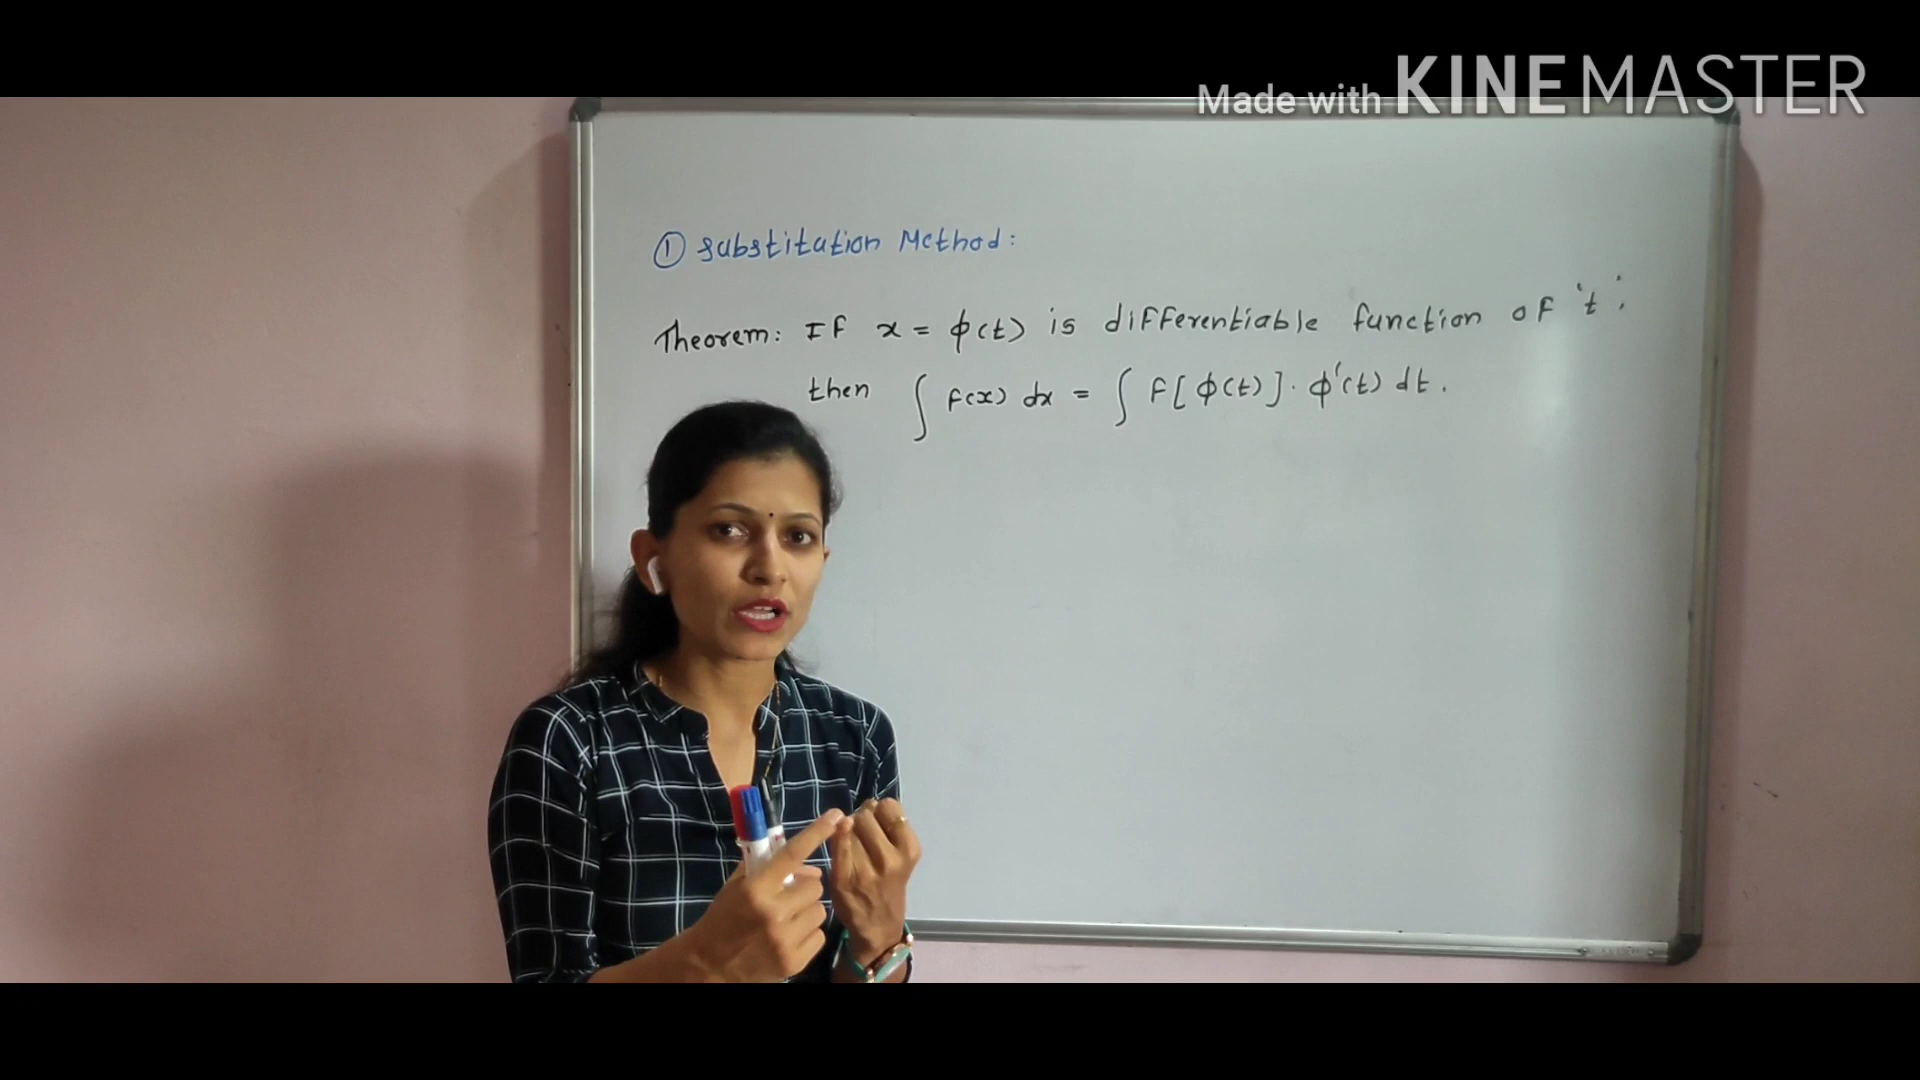 Made with KINEMASTER
① Substitution Method:
Theorem: If x = ϕ(t) is differentiable function of 't'.
then ∫ f(x) dx = ∫ f[ϕ(t)]. ϕ'(t) dt.